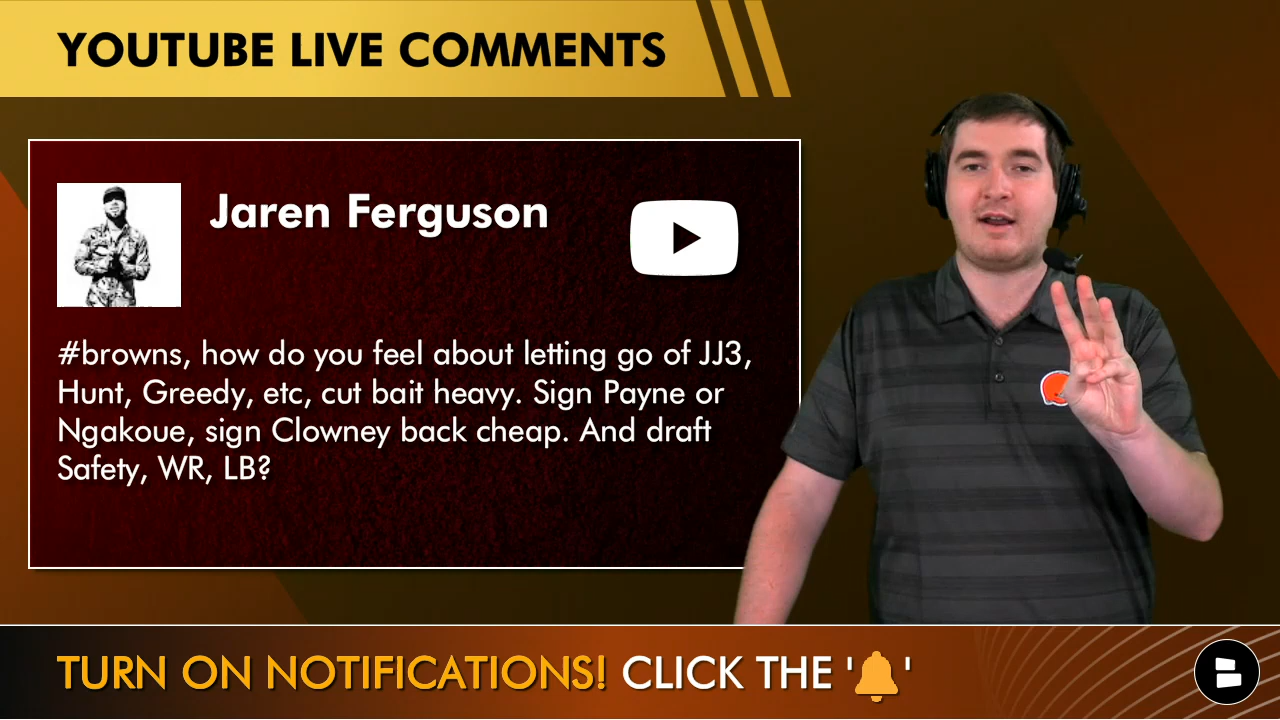 YOUTUBE LIVE COMMENTS
Jaren Ferguson
#browns, how do you feel about letting go of JJ3,
Hunt, Greedy, etc, cut bait heavy. Sign Payne or
Ngakoue, sign Clowney back cheap. And draft
Safety, WR, LB?
TURN ON NOTIFICATIONS! CLICK THE ' '